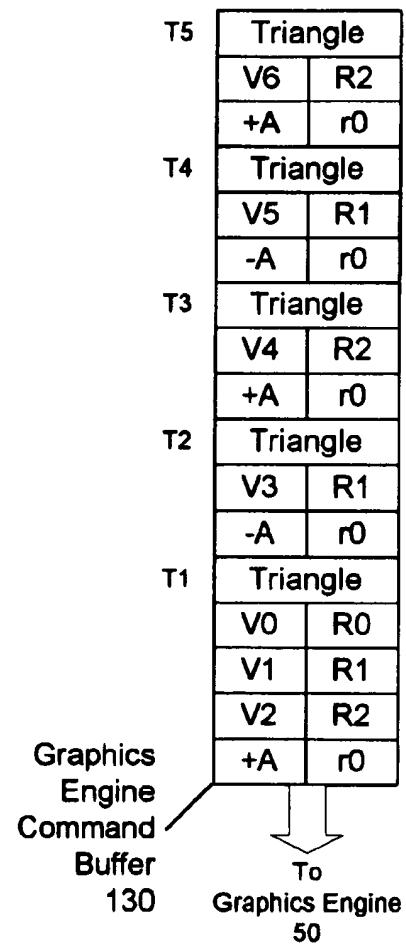 T5 Triangle
V6 R2
+A r0
T4 Triangle
V5 R1
-A r0
T3 Triangle
V4 R2
+A r0
T2 Triangle
V3 R1
-A r0
T1 Triangle
V0 R0
V1 R1
V2 R2
+A r0
Graphics
Engine
Command
Buffer
130
To
Graphics Engine
50